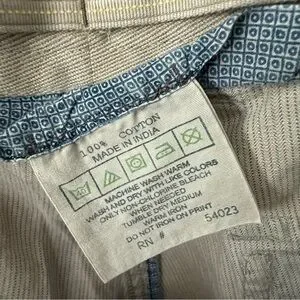 100% COTTON
MADE IN INDIA
MACHINE WASH WARM
WASH AND DRY WITH LIKE COLORS
ONLY NON-CHLORINE BLEACH
WHEN NEEDED
TUMBLE DRY MEDIUM
WARM IRON
DO NOT IRON ON PRINT
RN # 54023